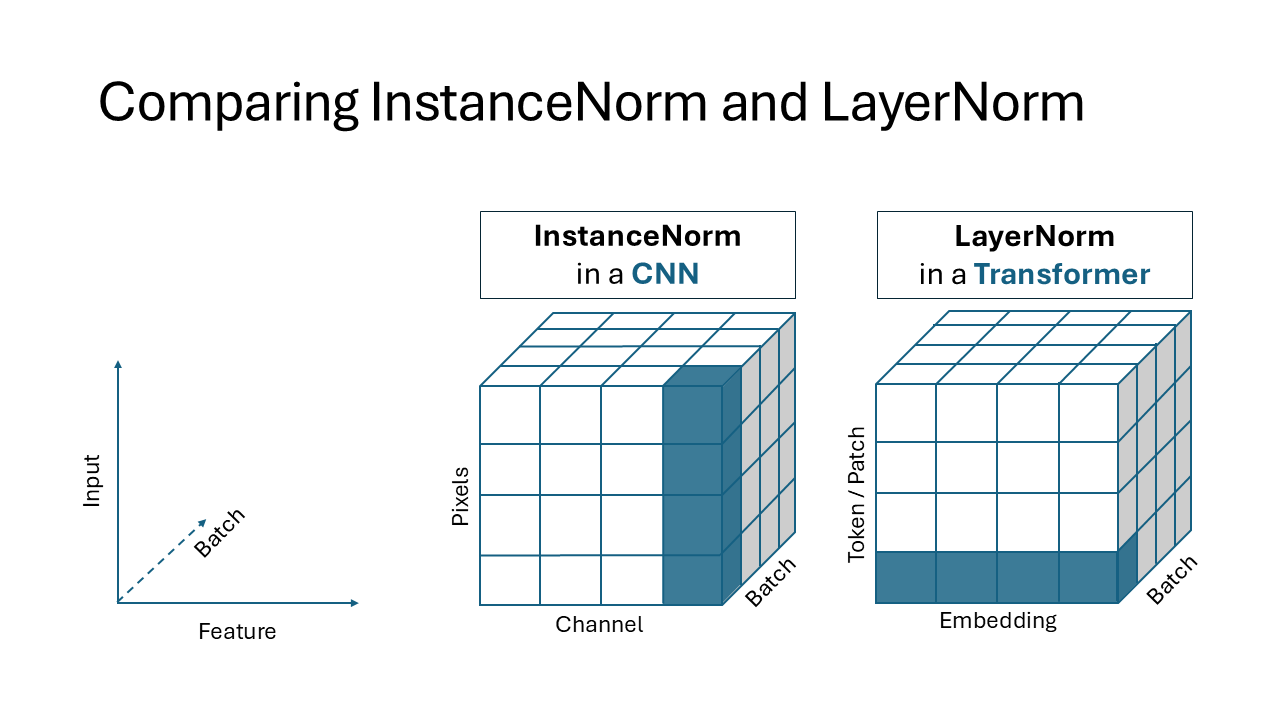 Comparing InstanceNorm and LayerNorm
Input
Batch
Feature
InstanceNorm
in a CNN
Pixels
Channel
Batch
LayerNorm
in a Transformer
Token / Patch
Embedding
Batch